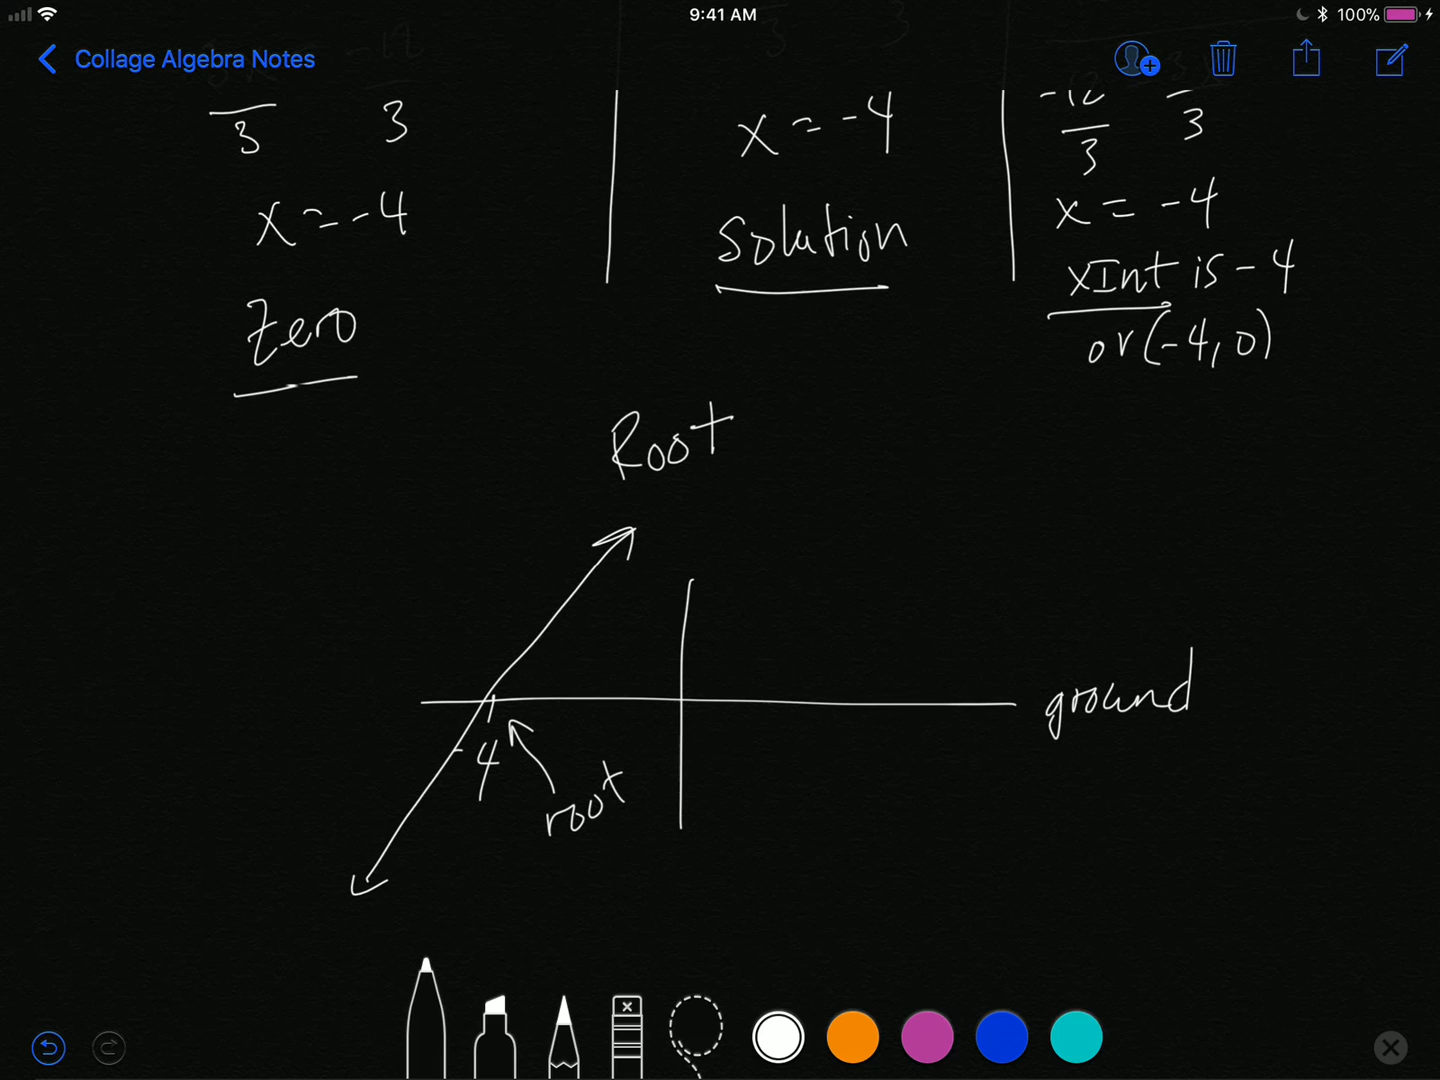 9:41 AM
100%
Collage Algebra Notes
3 3
x = -4
Zero
x = -4
Solution
-12
3 3
x = -4
xInt is -4
or (-4, 0)
Root
ground
-4
root